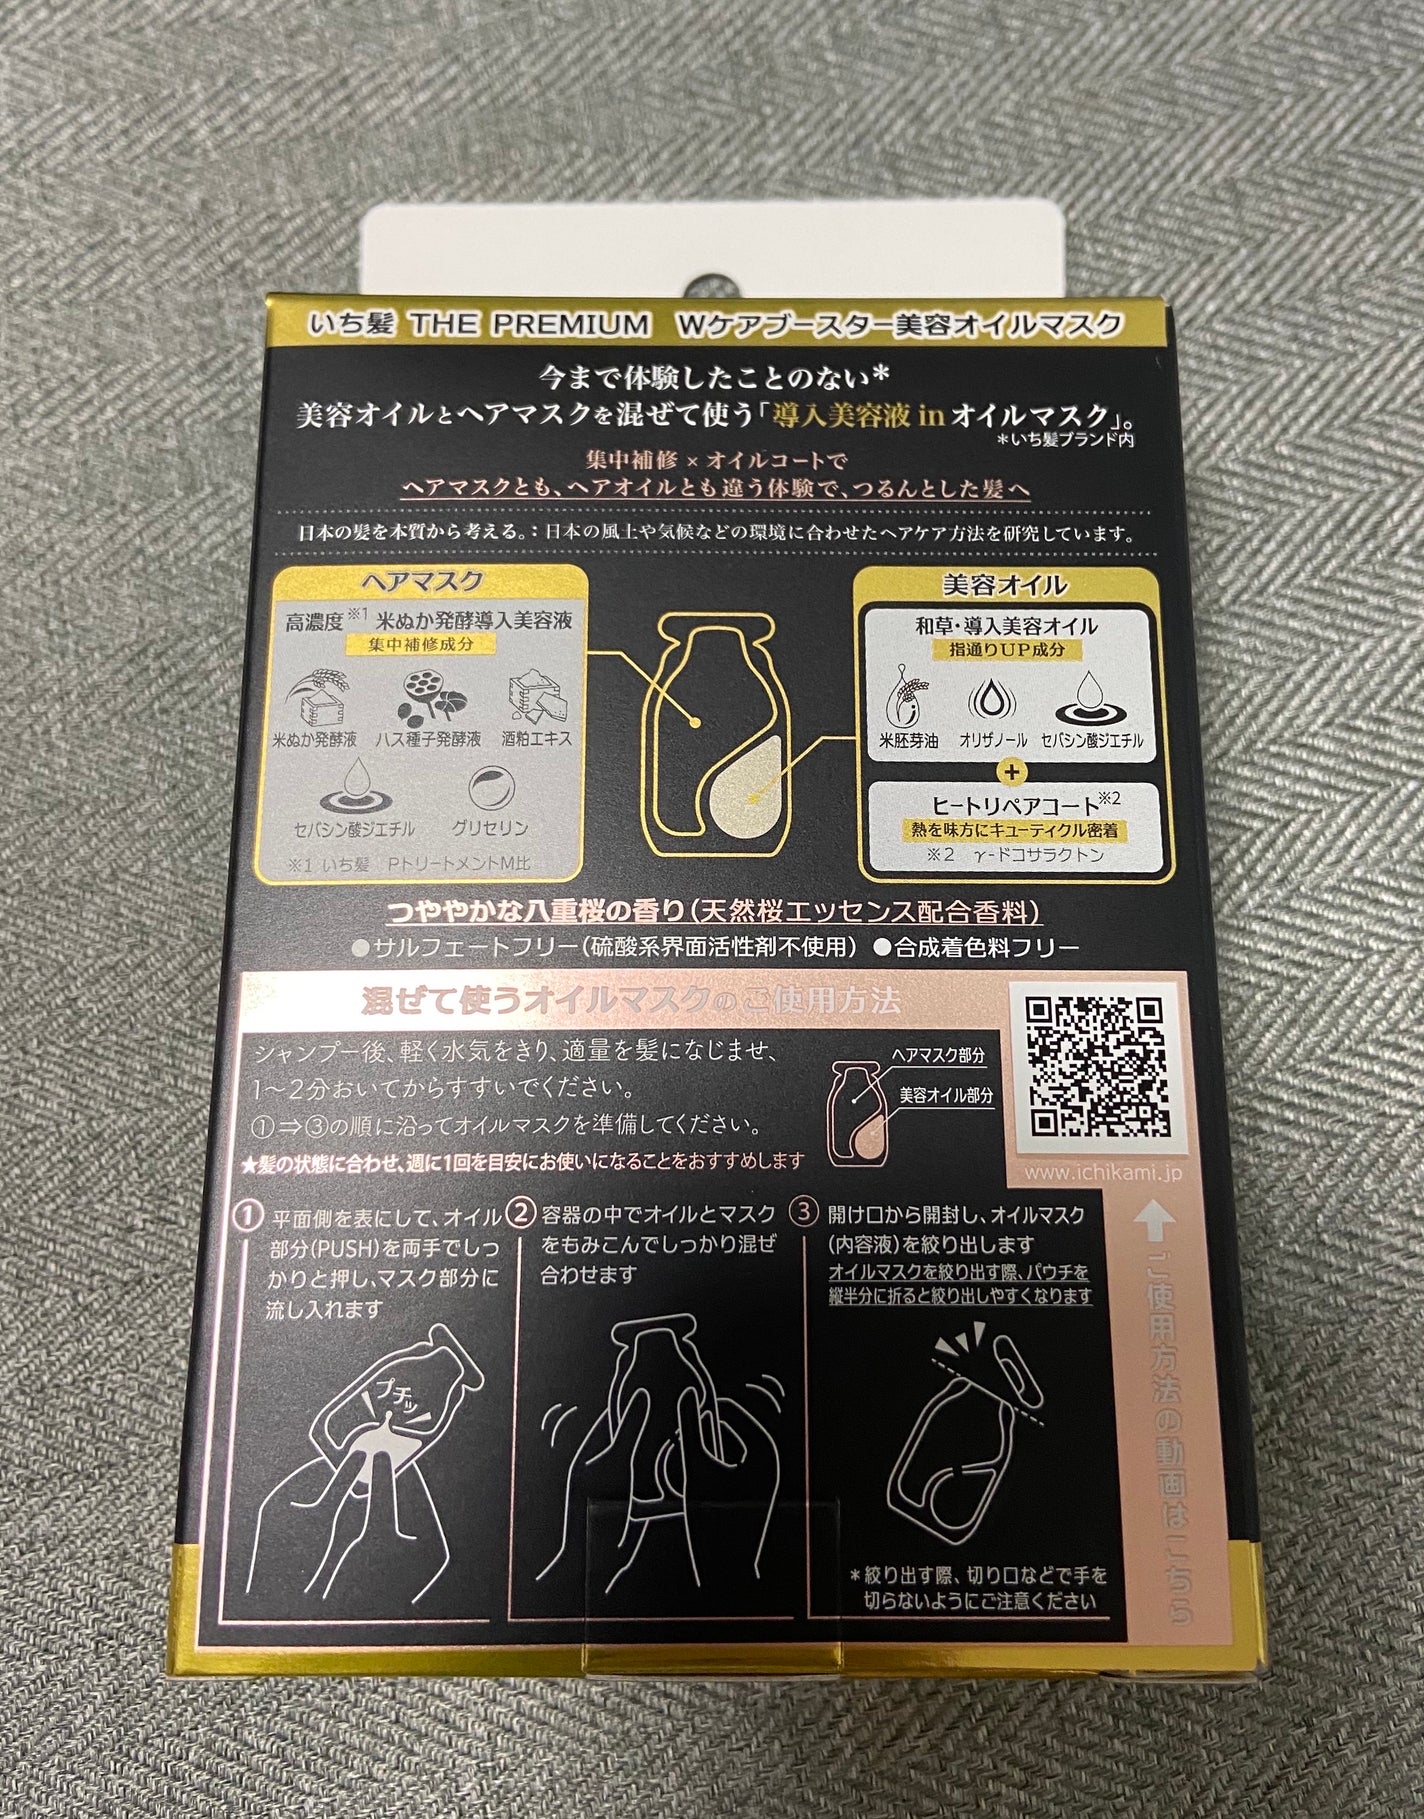 いち髪 THE PREMIUM Wケアブースター美容オイルマスク
今まで体験したことのない*
美容オイルとヘアマスクを混ぜて使う「導入美容液 in オイルマスク」。
*いち髪ブランド内
集中補修 × オイルコートで
ヘアマスクとも、ヘアオイルとも違う体験で、つるんとした髪へ
日本の髪を本質から考える。：日本の風土や気候などの環境に合わせたヘアケア方法を研究しています。
ヘアマスク
高濃度※1 米ぬか発酵導入美容液
集中補修成分
米ぬか発酵液 ハス種子発酵液 酒粕エキス
セバシン酸ジエチル グリセリン
※1 いち髪 PトリートメントM比
美容オイル
和草・導入美容オイル
指通りUP成分
米胚芽油 オリザノール セバシン酸ジエチル
+
ヒートリペアコート※2
熱を味方にキューティクル密着
※2 γ-ドコサラクトン
つややかな八重桜の香り(天然桜エッセンス配合香料)
●サルフェートフリー(硫酸系界面活性剤不使用) ●合成着色料フリー
混ぜて使うオイルマスクのご使用方法
シャンプー後、軽く水気をきり、適量を髪になじませ、
1〜2分おいてからすすいでください。
①⇒③の順に沿ってオイルマスクを準備してください。
★髪の状態に合わせ、週に1回を目安にお使いになることをおすすめします
ヘアマスク部分
美容オイル部分
www.ichikami.jp
ご使用方法の動画はこちら
① 平面側を表にして、オイル
部分(PUSH)を両手でしっ
かりと押し、マスク部分に
流し入れます
プチッ
② 容器の中でオイルとマスク
をもみこんでしっかり混ぜ
合わせます
③ 開け口から開封し、オイルマスク
(内容液)を絞り出します
オイルマスクを絞り出す際、パウチを
縦半分に折ると絞り出しやすくなります
*絞り出す際、切り口などで手を
切らないようにご注意ください